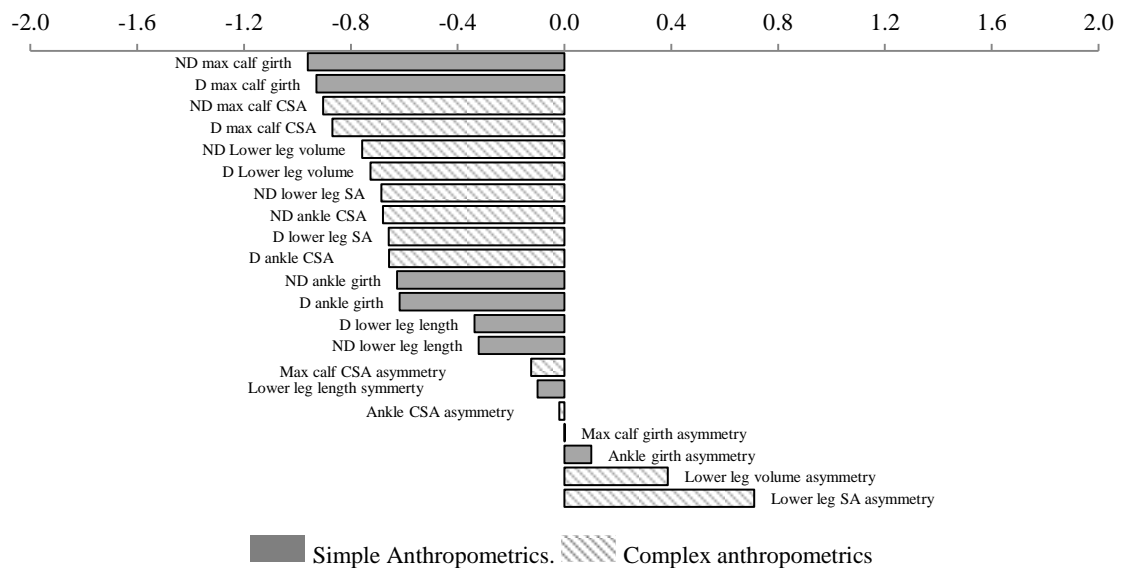 -2.0 -1.6 -1.2 -0.8 -0.4 0.0 0.4 0.8 1.2 1.6 2.0
ND max calf girth
D max calf girth
ND max calf CSA
D max calf CSA
ND Lower leg volume
D Lower leg volume
ND lower leg SA
ND ankle CSA
D lower leg SA
D ankle CSA
ND ankle girth
D ankle girth
D lower leg length
ND lower leg length
Max calf CSA asymmetry
Lower leg length symmerty
Ankle CSA asymmetry
Max calf girth asymmetry
Ankle girth asymmetry
Lower leg volume asymmetry
Lower leg SA asymmetry
Simple Anthropometrics. Complex anthropometrics